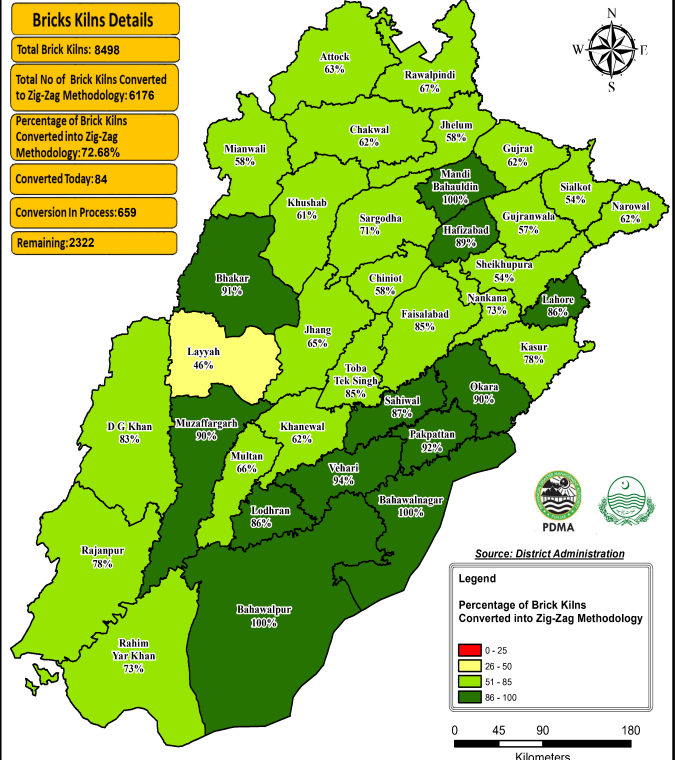 Bricks Kilns Details
Total Brick Kilns: 8498
Total No of Brick Kilns Converted
to Zig-Zag Methodology: 6176
Percentage of Brick Kilns
Converted into Zig-Zag
Methodology: 72.68%
Converted Today: 84
Conversion In Process: 659
Remaining: 2322
N
W
E
S
Attock
63%
Rawalpindi
67%
Chakwal
62%
Jhelum
58%
Mianwali
58%
Gujrat
62%
Mandi
Bahauldin
100%
Sialkot
54%
Narowal
62%
Khushab
61%
Sargodha
71%
Hafizabad
89%
Gujranwala
57%
Sheikhupura
54%
Bhakar
91%
Chiniot
58%
Nankana
73%
Lahore
86%
Faisalabad
85%
Jhang
65%
Layyah
46%
Kasur
78%
Toba
Tek Singh
85%
Okara
90%
Sahiwal
87%
D G Khan
83%
Muzaffargarh
90%
Khanewal
62%
Pakpattan
92%
Multan
66%
Vehari
94%
Bahawalnagar
100%
Lodhran
86%
Rajanpur
78%
Bahawalpur
100%
Rahim
Yar Khan
73%
PDMA
Source: District Administration
Legend
Percentage of Brick Kilns
Converted into Zig-Zag Methodology
0 - 25
26 - 50
51 - 85
86 - 100
0 45 90 180
Kilometers